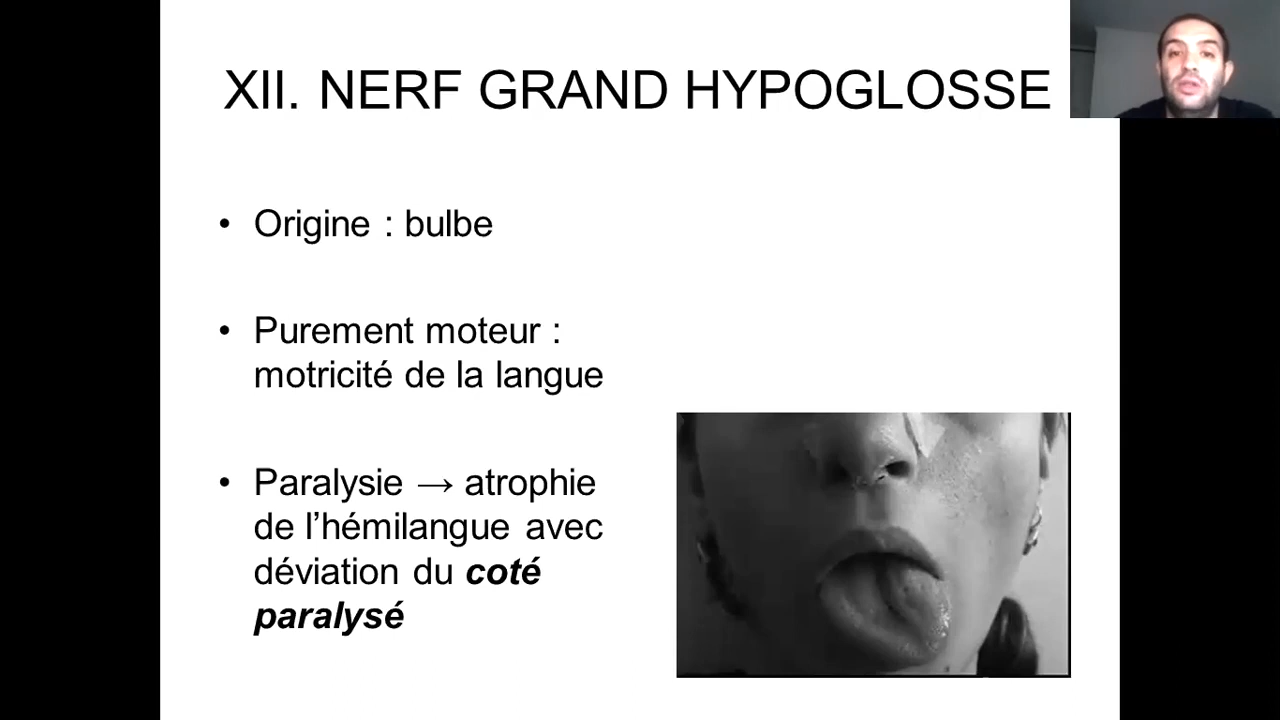 XII. NERF GRAND HYPOGLOSSE
• Origine : bulbe
• Purement moteur :
motricité de la langue
• Paralysie → atrophie
de l’hémilangue avec
déviation du coté
paralysé